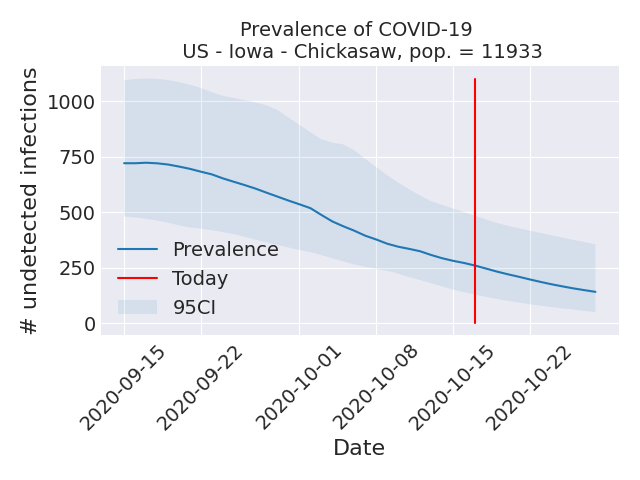 Prevalence of COVID-19
US - Iowa - Chickasaw, pop. = 11933
# undetected infections
1000
750
500
250
0
Prevalence
Today
95CI
2020-09-15
2020-09-22
2020-10-01
2020-10-08
2020-10-15
2020-10-22
Date